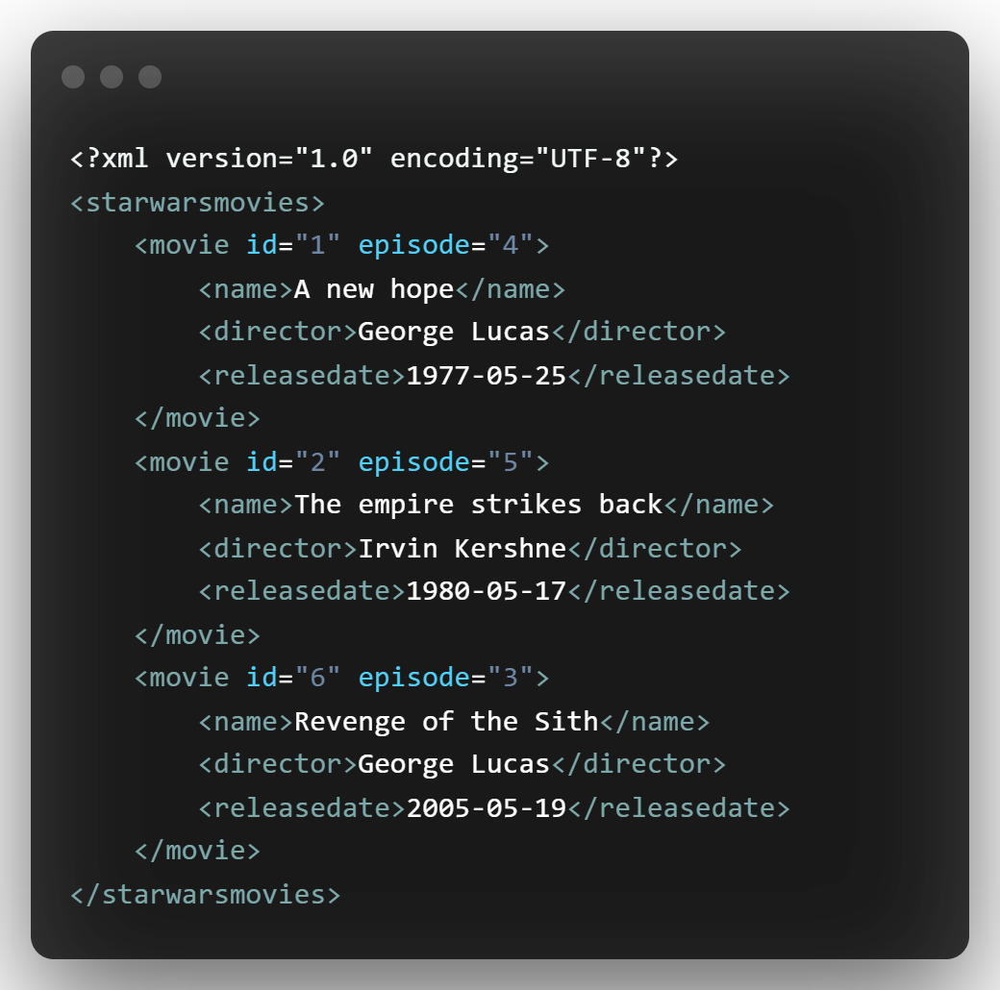 <?xml version="1.0" encoding="UTF-8"?>
<starwarsmovies>
    <movie id="1" episode="4">
        <name>A new hope</name>
        <director>George Lucas</director>
        <releasedate>1977-05-25</releasedate>
    </movie>
    <movie id="2" episode="5">
        <name>The empire strikes back</name>
        <director>Irvin Kershne</director>
        <releasedate>1980-05-17</releasedate>
    </movie>
    <movie id="6" episode="3">
        <name>Revenge of the Sith</name>
        <director>George Lucas</director>
        <releasedate>2005-05-19</releasedate>
    </movie>
</starwarsmovies>